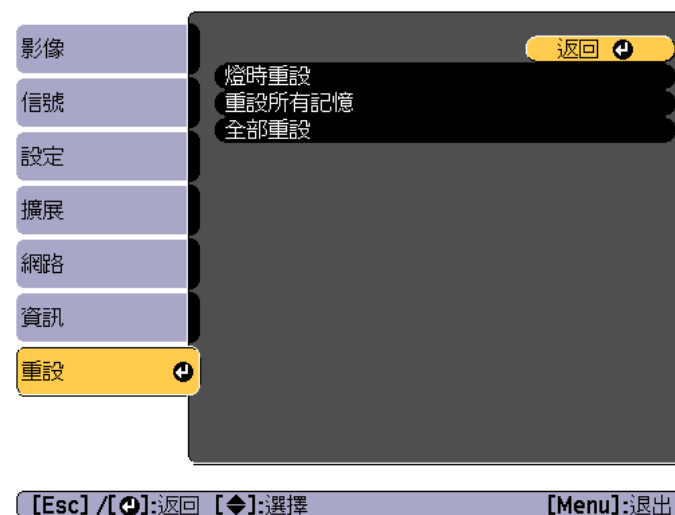 影像
信號
設定
擴展
網路
資訊
重設
返回
燈時重設
重設所有記憶
全部重設
[Esc] /[ ]:返回 [ ]:選擇 [Menu]:退出